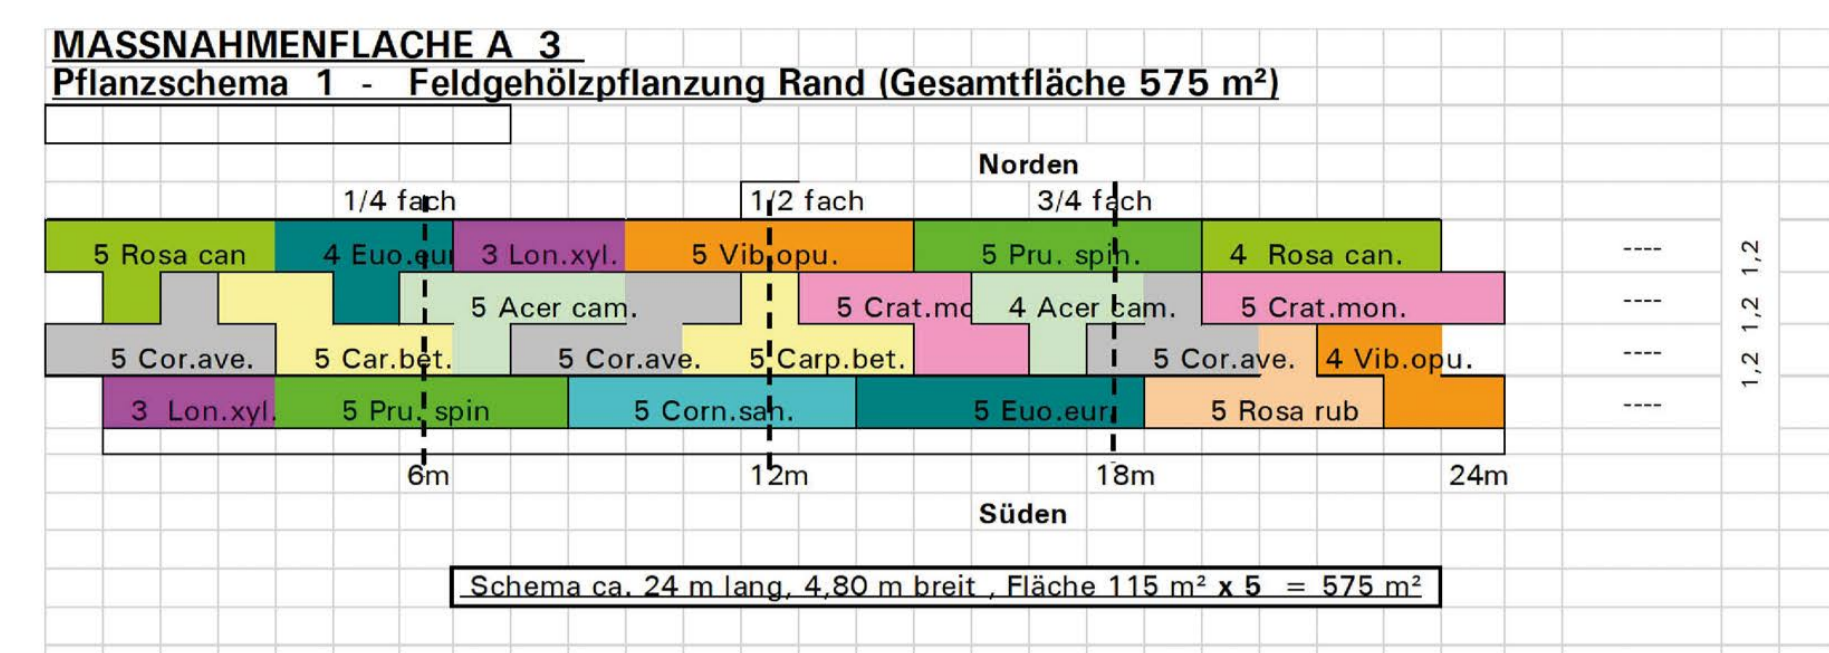 MASSNAHMENFLACHE A 3
Pflanzschema 1 - Feldgehölzpflanzung Rand (Gesamtfläche 575 m²)
Norden
1/4 fach 1/2 fach 3/4 fach
5 Rosa can 4 Euo.eur 3 Lon.xyl. 5 Vib.opu. 5 Pru. spin. 4 Rosa can. ---- 1,2
5 Acer cam. 5 Crat.mo 4 Acer cam. 5 Crat.mon. ---- 1,2
5 Cor.ave. 5 Car.bet. 5 Cor.ave. 5 Carp.bet. 5 Cor.ave. 4 Vib.opu. ---- 1,2
3 Lon.xyl. 5 Pru. spin 5 Corn.san. 5 Euo.eur. 5 Rosa rub ----
6m 12m 18m 24m
Süden
Schema ca. 24 m lang, 4,80 m breit , Fläche 115 m² x 5 = 575 m²